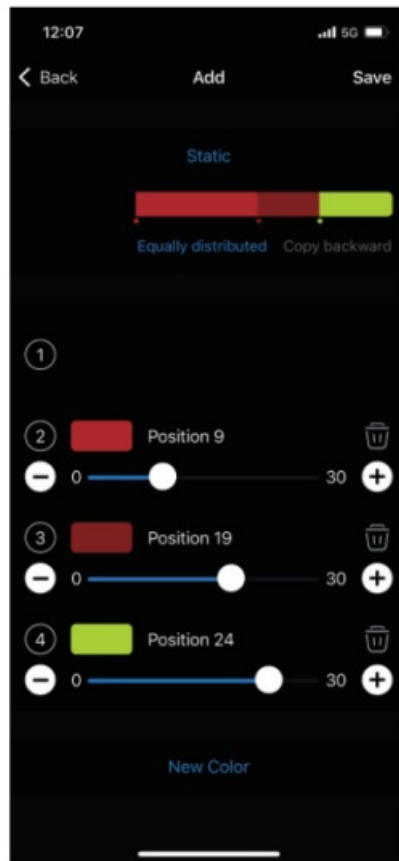 12:07 5G
Back Add Save
Static
Equally distributed Copy backward
1
2 Position 9
0 30
3 Position 19
0 30
4 Position 24
0 30
New Color